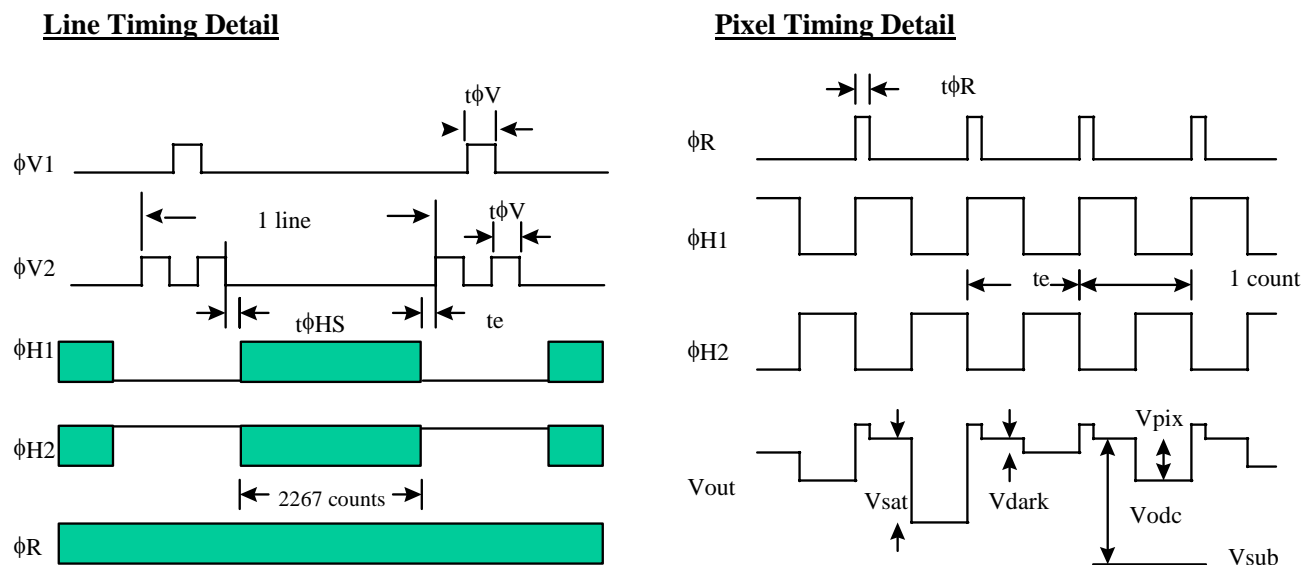 Line Timing Detail
tϕV
ϕV1
1 line
tϕV
ϕV2
tϕHS
te
ϕH1
ϕH2
2267 counts
ϕR
Pixel Timing Detail
tϕR
ϕR
ϕH1
te
1 count
ϕH2
Vpix
Vout
Vsat
Vdark
Vodc
Vsub